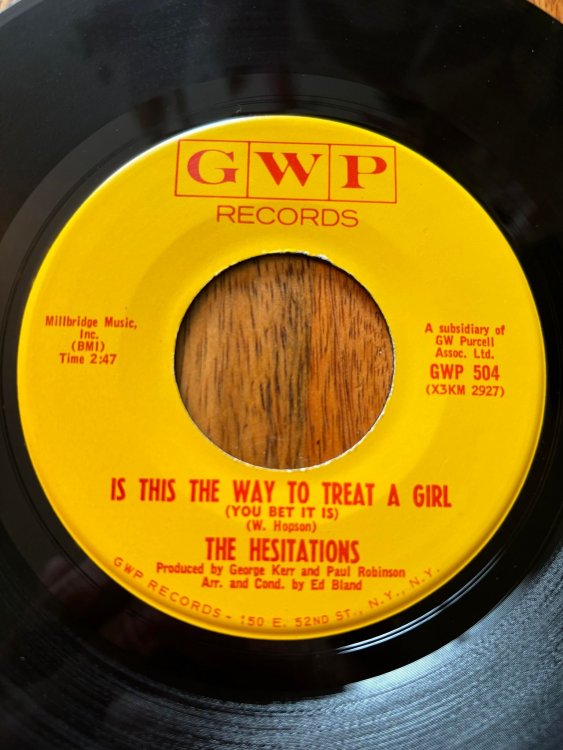 GWP
RECORDS
Millbridge Music,
Inc.
(BMI)
Time 2:47
A subsidiary of
GW Purcell
Assoc. Ltd.
GWP 504
(X3KM 2927)
IS THIS THE WAY TO TREAT A GIRL
(YOU BET IT IS)
(W. Hopson)
THE HESITATIONS
Produced by George Kerr and Paul Robinson
Arr. and Cond. by Ed Bland
GWP RECORDS - 150 E. 52ND ST., N.Y., N.Y.